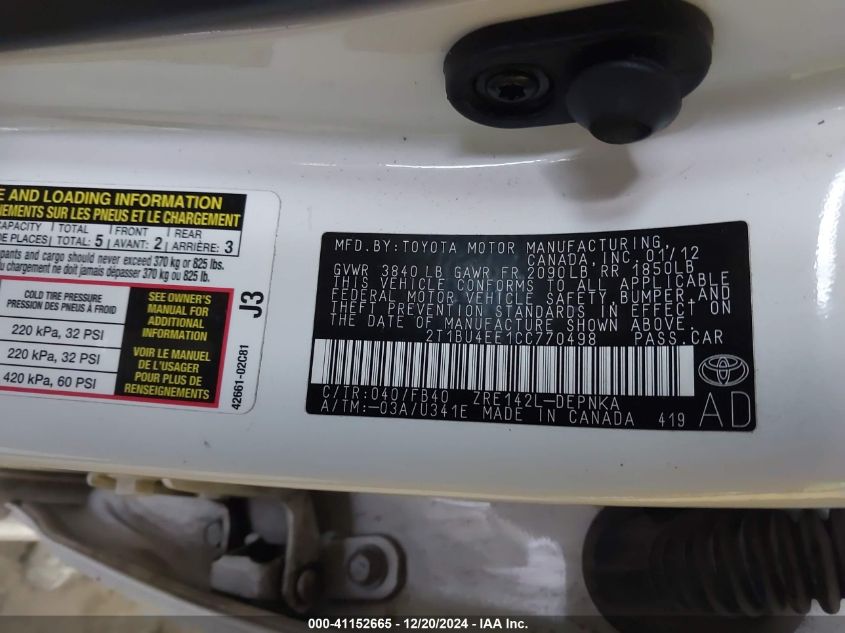 E AND LOADING INFORMATION
NEMENTS SUR LES PNEUS ET LE CHARGEMENT
CAPACITY TOTAL FRONT REAR
DE PLACES TOTAL: 5 AVANT: 2 ARRIÈRE: 3
pants and cargo should never exceed 370 kg or 825 lbs.
u chargement ne doit jamais dépasser 370 kg ou 825 lb.
COLD TIRE PRESSURE
PRESSION DES PNEUS À FROID
220 kPa, 32 PSI
220 kPa, 32 PSI
420 kPa, 60 PSI
SEE OWNER'S
MANUAL FOR
ADDITIONAL
INFORMATION
VOIR LE MANUEL
DE L'USAGER
POUR PLUS DE
RENSEIGNEMENTS
J3
42661-02C81
MFD.BY:TOYOTA MOTOR MANUFACTURING,
CANADA, INC. 01/12
GVWR 3840 LB GAWR FR 2090LB RR 1850LB
THIS VEHICLE CONFORMS TO ALL APPLICABLE
FEDERAL MOTOR VEHICLE SAFETY,BUMPER,AND
THEFT PREVENTION STANDARDS IN EFFECT ON
THE DATE OF MANUFACTURE SHOWN ABOVE.
2T1BU4EE1CC770498 PASS.CAR
C/TR:040/FB40 ZRE142L-DEPNKA
A/TM:-03A/U341E MADE IN CANADA 419
AD
000-41152665 - 12/20/2024 - IAA Inc.